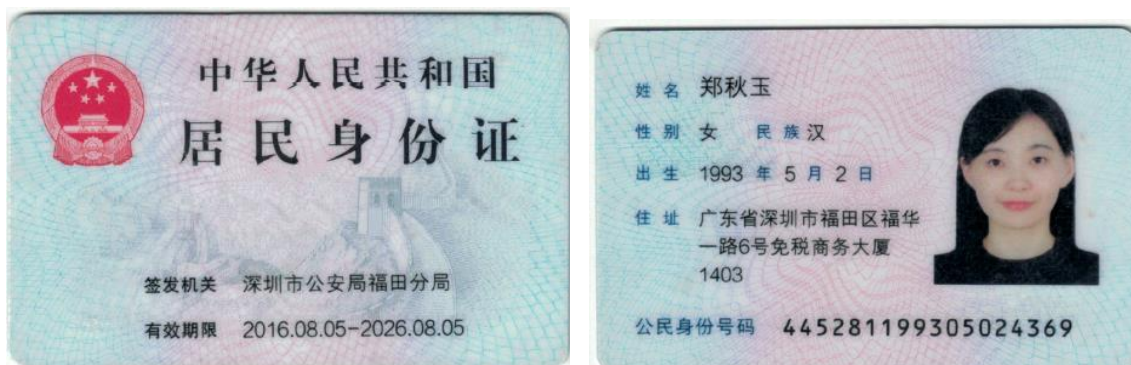 中华人民共和国
居民身份证
签发机关 深圳市公安局福田分局
有效期限 2016.08.05-2026.08.05
姓名 郑秋玉
性别 女 民族 汉
出生 1993 年 5 月 2 日
住址 广东省深圳市福田区福华
一路6号免税商务大厦
1403
公民身份号码 445281199305024369